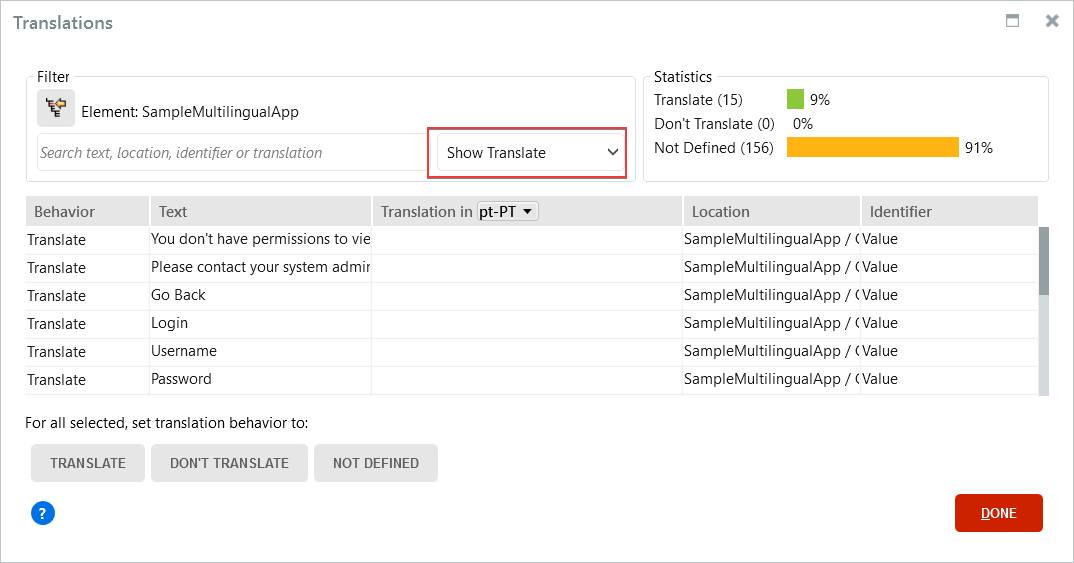 Translations
Filter
Element: SampleMultilingualApp
Search text, location, identifier or translation
Show Translate
Statistics
Translate (15) 9%
Don't Translate (0) 0%
Not Defined (156) 91%
Behavior Text Translation in pt-PT Location Identifier
Translate You don't have permissions to vie SampleMultilingualApp / Value
Translate Please contact your system admin SampleMultilingualApp / Value
Translate Go Back SampleMultilingualApp / Value
Translate Login SampleMultilingualApp / Value
Translate Username SampleMultilingualApp / Value
Translate Password SampleMultilingualApp / Value
For all selected, set translation behavior to:
TRANSLATE DON'T TRANSLATE NOT DEFINED
?
DONE